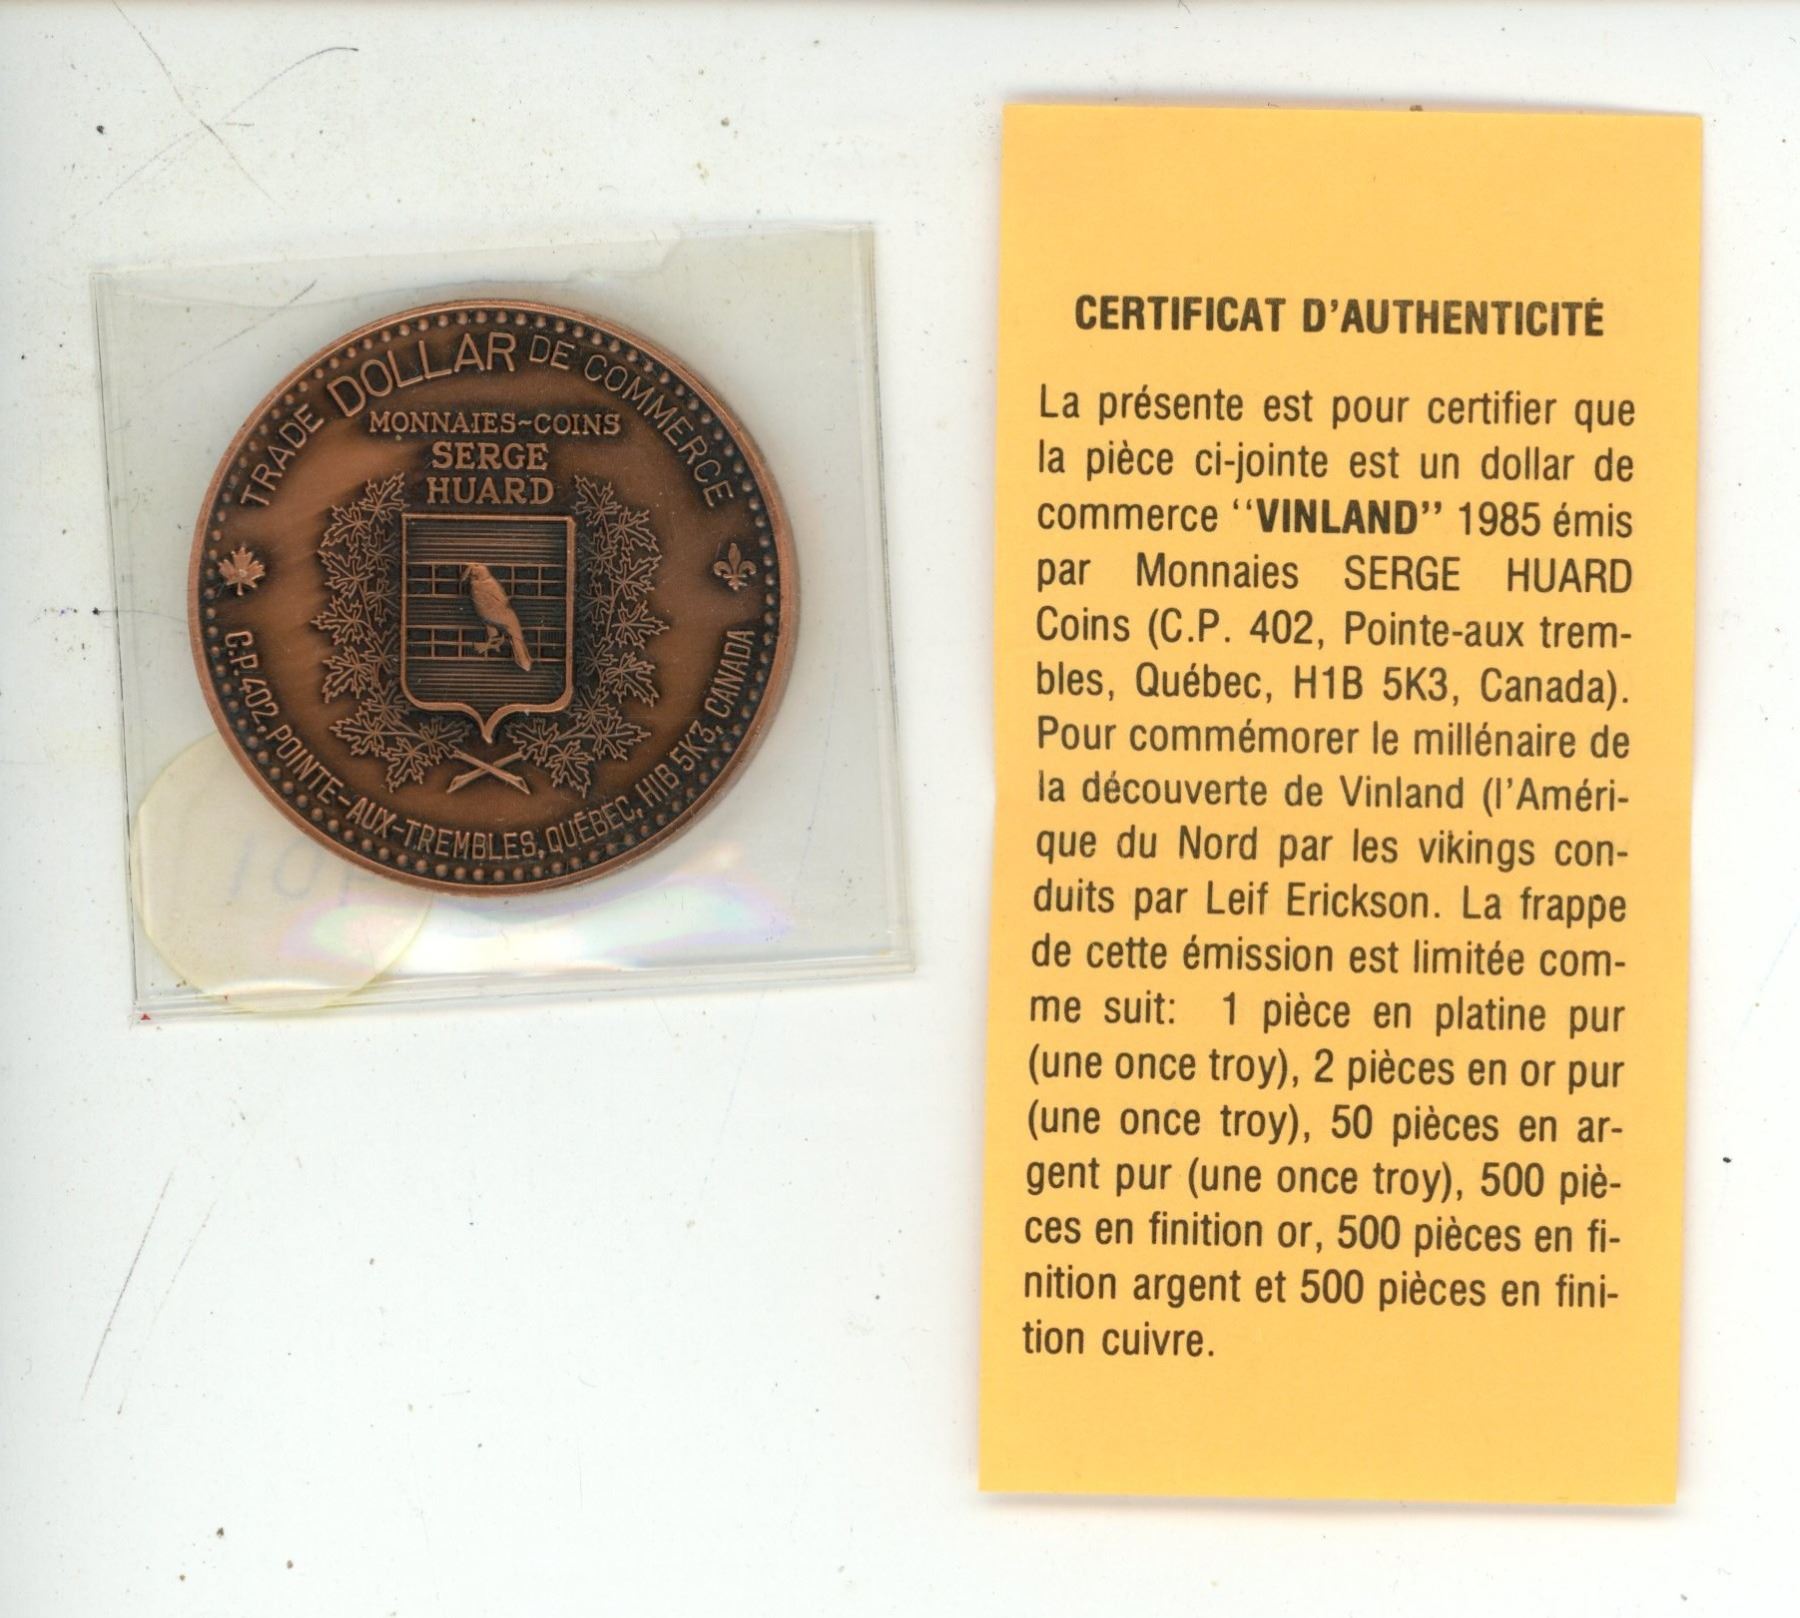 TRADE DOLLAR DE COMMERCE
MONNAIES~COINS
SERGE
HUARD
C.P. 402, POINTE-AUX-TREMBLES, QUÉBEC, H1B 5K3, CANADA
CERTIFICAT D'AUTHENTICITÉ
La présente est pour certifier que
la pièce ci-jointe est un dollar de
commerce “VINLAND” 1985 émis
par Monnaies SERGE HUARD
Coins (C.P. 402, Pointe-aux trem-
bles, Québec, H1B 5K3, Canada).
Pour commémorer le millénaire de
la découverte de Vinland (l'Améri-
que du Nord par les vikings con-
duits par Leif Erickson. La frappe
de cette émission est limitée com-
me suit: 1 pièce en platine pur
(une once troy), 2 pièces en or pur
(une once troy), 50 pièces en ar-
gent pur (une once troy), 500 piè-
ces en finition or, 500 pièces en fi-
nition argent et 500 pièces en fini-
tion cuivre.